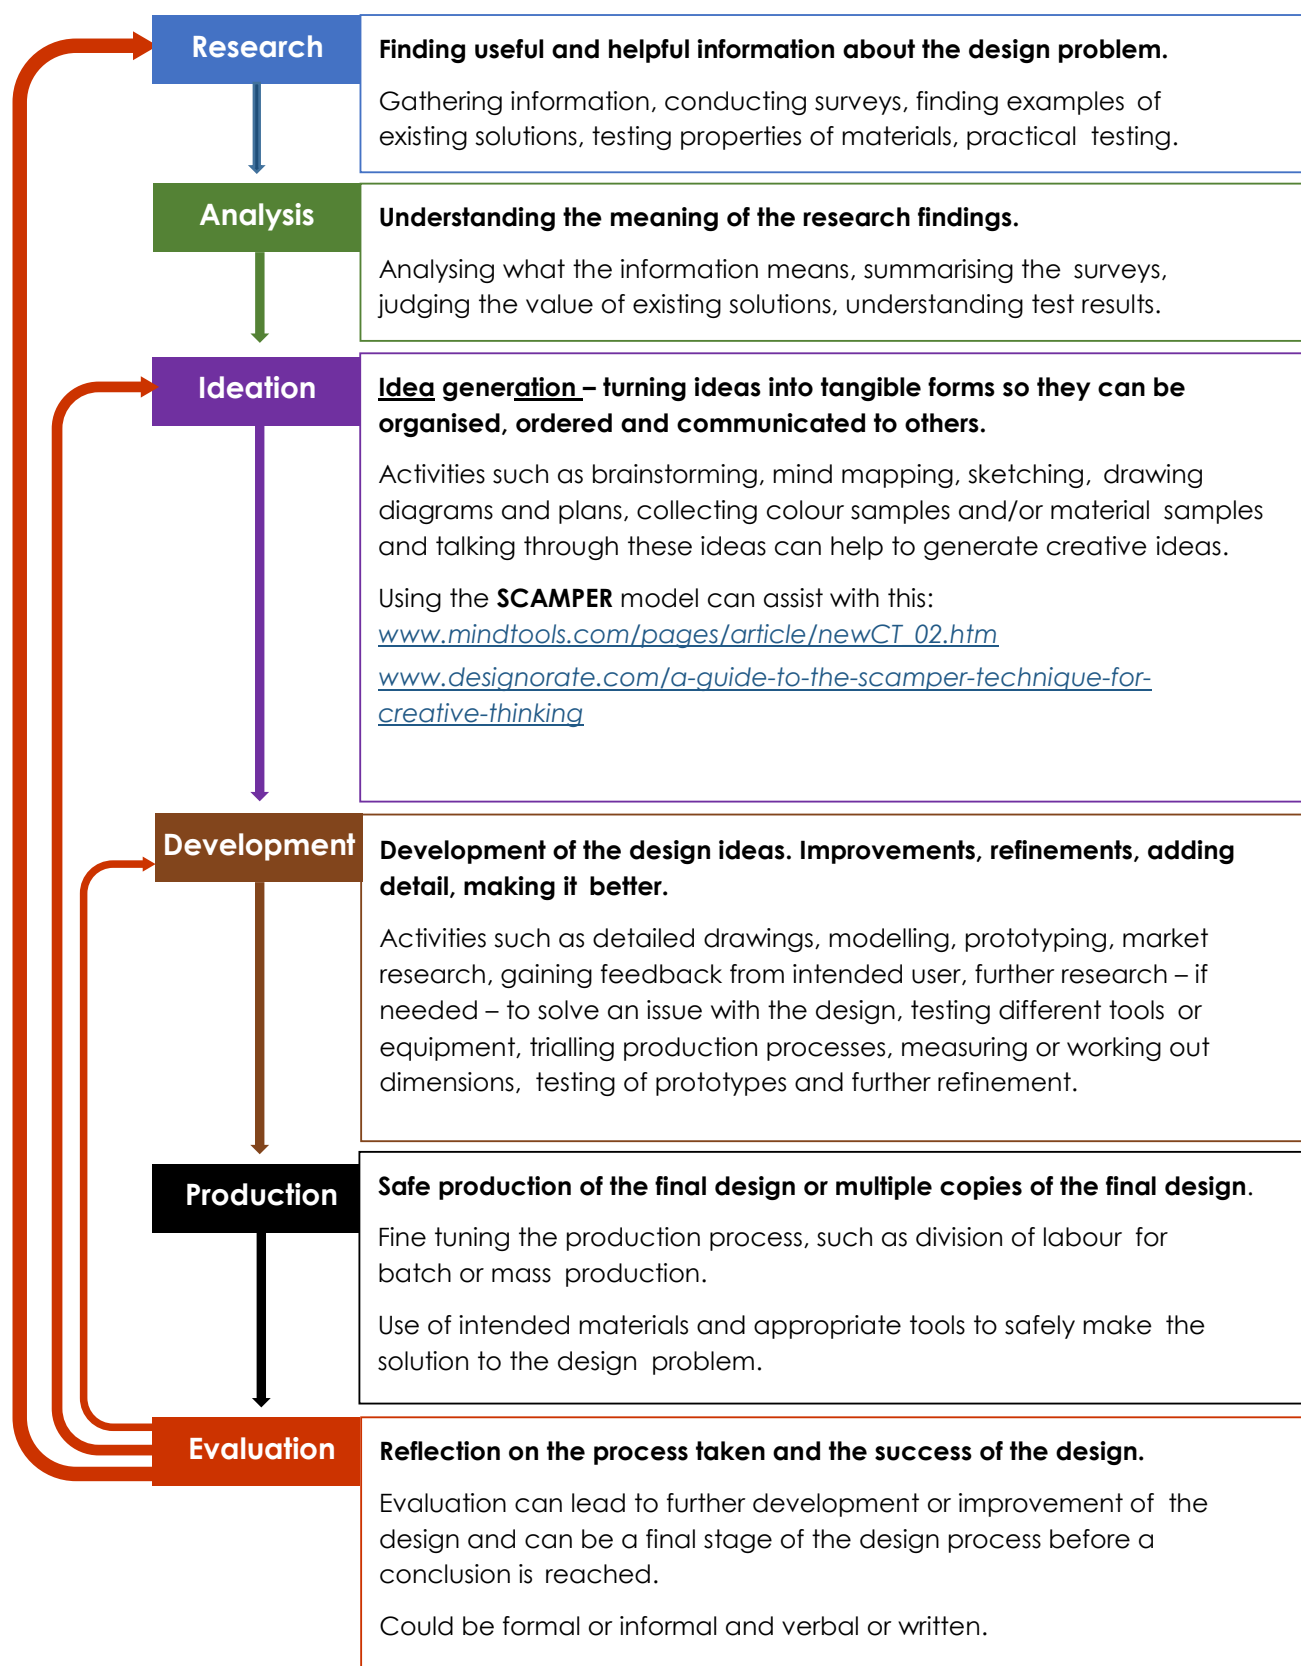 Research
Finding useful and helpful information about the design problem.
Gathering information, conducting surveys, finding examples of
existing solutions, testing properties of materials, practical testing.
Analysis
Understanding the meaning of the research findings.
Analysing what the information means, summarising the surveys,
judging the value of existing solutions, understanding test results.
Ideation
Idea generation – turning ideas into tangible forms so they can be
organised, ordered and communicated to others.
Activities such as brainstorming, mind mapping, sketching, drawing
diagrams and plans, collecting colour samples and/or material samples
and talking through these ideas can help to generate creative ideas.
Using the SCAMPER model can assist with this:
www.mindtools.com/pages/article/newCT_02.htm
www.designorate.com/a-guide-to-the-scamper-technique-for-
creative-thinking
Development
Development of the design ideas. Improvements, refinements, adding
detail, making it better.
Activities such as detailed drawings, modelling, prototyping, market
research, gaining feedback from intended user, further research – if
needed – to solve an issue with the design, testing different tools or
equipment, trialling production processes, measuring or working out
dimensions, testing of prototypes and further refinement.
Production
Safe production of the final design or multiple copies of the final design.
Fine tuning the production process, such as division of labour for
batch or mass production.
Use of intended materials and appropriate tools to safely make the
solution to the design problem.
Evaluation
Reflection on the process taken and the success of the design.
Evaluation can lead to further development or improvement of the
design and can be a final stage of the design process before a
conclusion is reached.
Could be formal or informal and verbal or written.